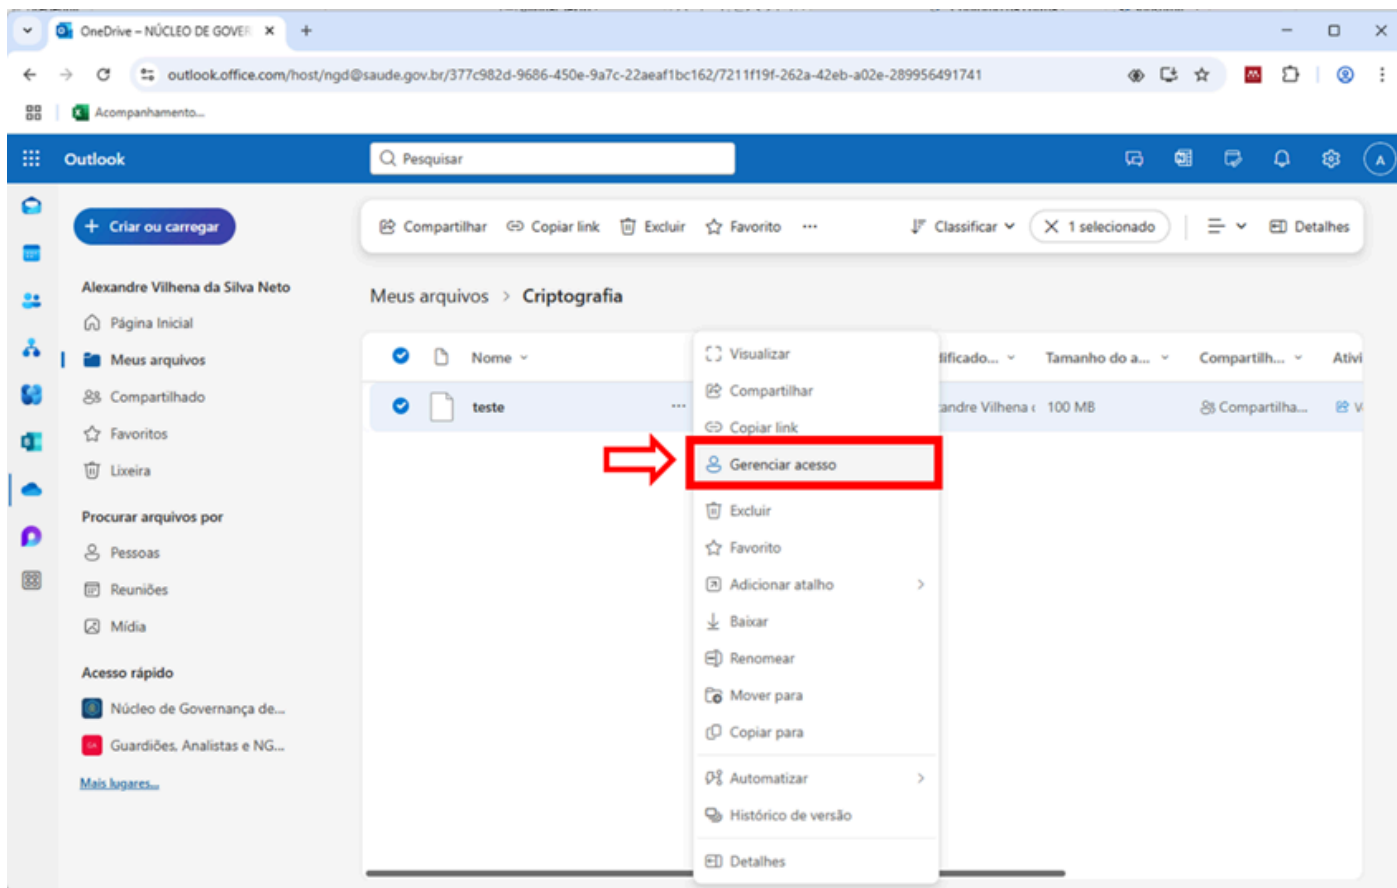 OneDrive – NÚCLEO DE GOVER
outlook.office.com/host/ngd@saude.gov.br/377c982d-9686-450e-9a7c-22aeaf1bc162/7211f19f-262a-42eb-a02e-289956491741
Acompanhamento...
Outlook
Pesquisar
A
Criar ou carregar
Compartilhar Copiar link Excluir Favorito ... Classificar 1 selecionado Detalhes
Alexandre Vilhena da Silva Neto
Página Inicial
Meus arquivos
Compartilhado
Favoritos
Lixeira
Procurar arquivos por
Pessoas
Reuniões
Mídia
Acesso rápido
Núcleo de Governança de...
GA
Guardiões, Analistas e NG...
Mais lugares...
Meus arquivos > Criptografia
Nome dificado... Tamanho do a... Compartilh... Ativi
teste ... xandre Vilhena 100 MB Compartilha... V
Visualizar
Compartilhar
Copiar link
Gerenciar acesso
Excluir
Favorito
Adicionar atalho
Baixar
Renomear
Mover para
Copiar para
Automatizar
Histórico de versão
Detalhes